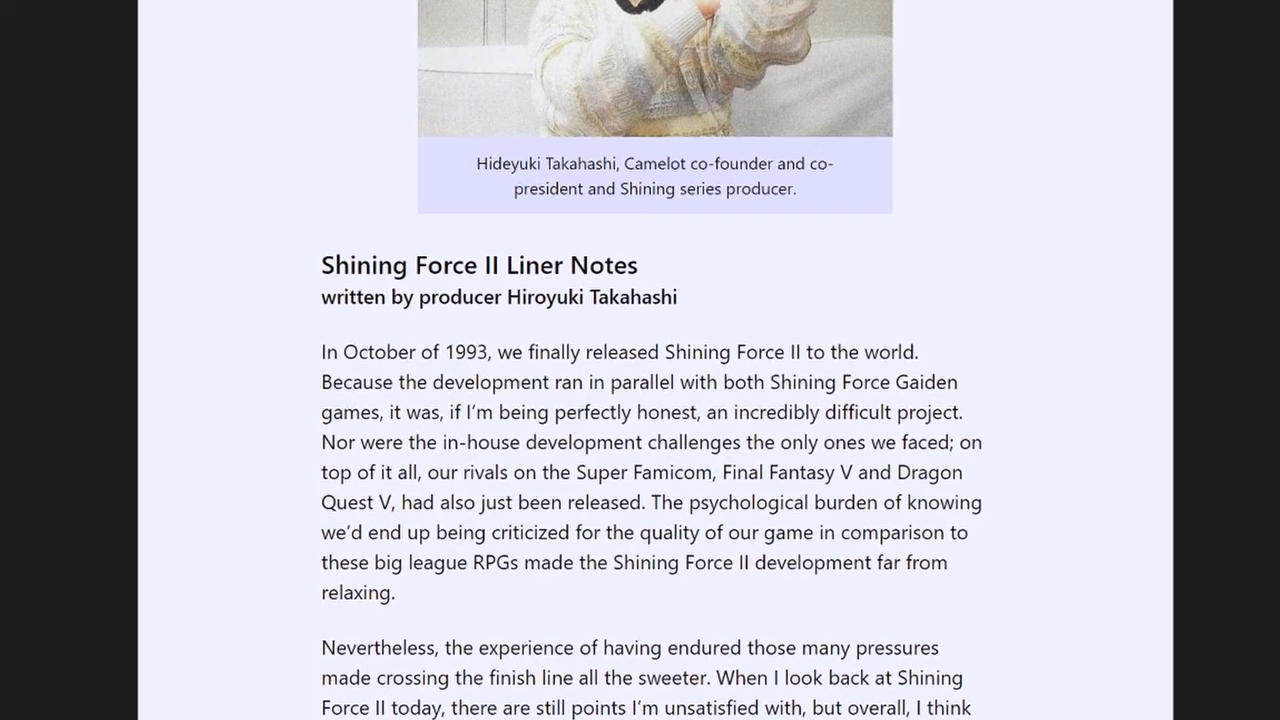 Hideyuki Takahashi, Camelot co-founder and co-
president and Shining series producer.
Shining Force II Liner Notes
written by producer Hiroyuki Takahashi
In October of 1993, we finally released Shining Force II to the world.
Because the development ran in parallel with both Shining Force Gaiden
games, it was, if I'm being perfectly honest, an incredibly difficult project.
Nor were the in-house development challenges the only ones we faced; on
top of it all, our rivals on the Super Famicom, Final Fantasy V and Dragon
Quest V, had also just been released. The psychological burden of knowing
we'd end up being criticized for the quality of our game in comparison to
these big league RPGs made the Shining Force II development far from
relaxing.
Nevertheless, the experience of having endured those many pressures
made crossing the finish line all the sweeter. When I look back at Shining
Force II today, there are still points I'm unsatisfied with, but overall, I think